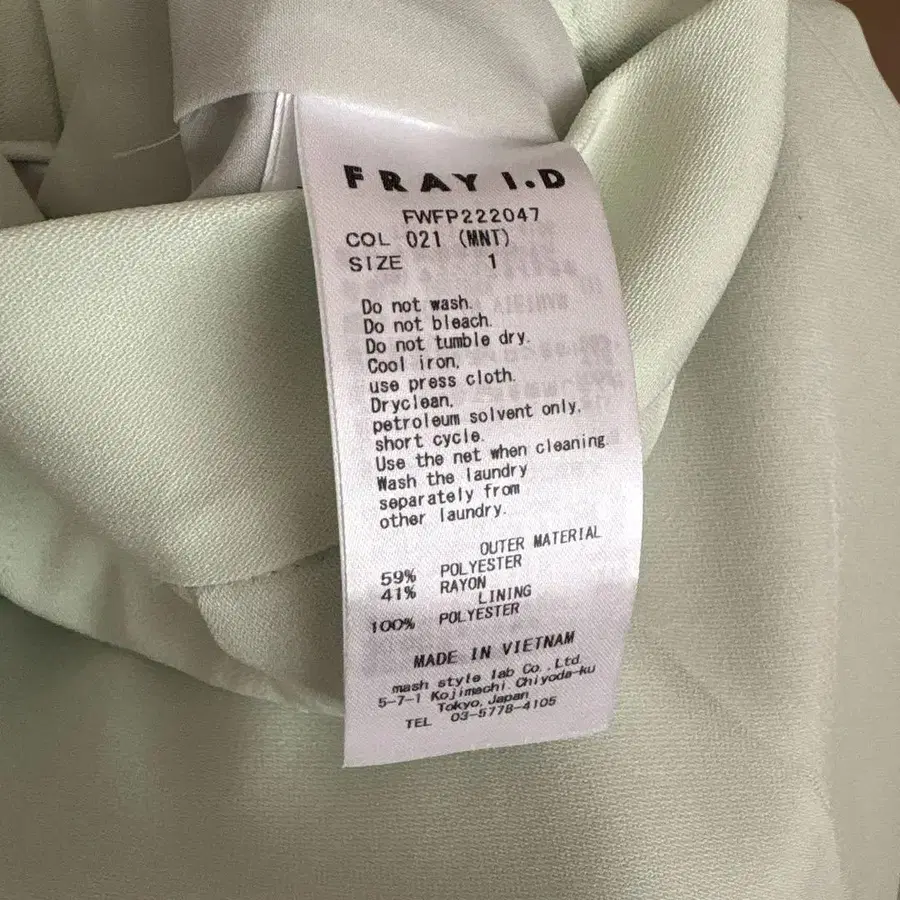 FRAY I.D
FWFP222047
COL 021 (MNT)
SIZE 1
Do not wash.
Do not bleach.
Do not tumble dry.
Cool iron,
use press cloth.
Dryclean,
petroleum solvent only,
short cycle.
Use the net when cleaning.
Wash the laundry
separately from
other laundry.
OUTER MATERIAL
59% POLYESTER
41% RAYON
LINING
100% POLYESTER
MADE IN VIETNAM
mash style lab Co.,Ltd.
5-7-1 Kojimachi, Chiyoda-ku
Tokyo, Japan
TEL 03-5778-4105